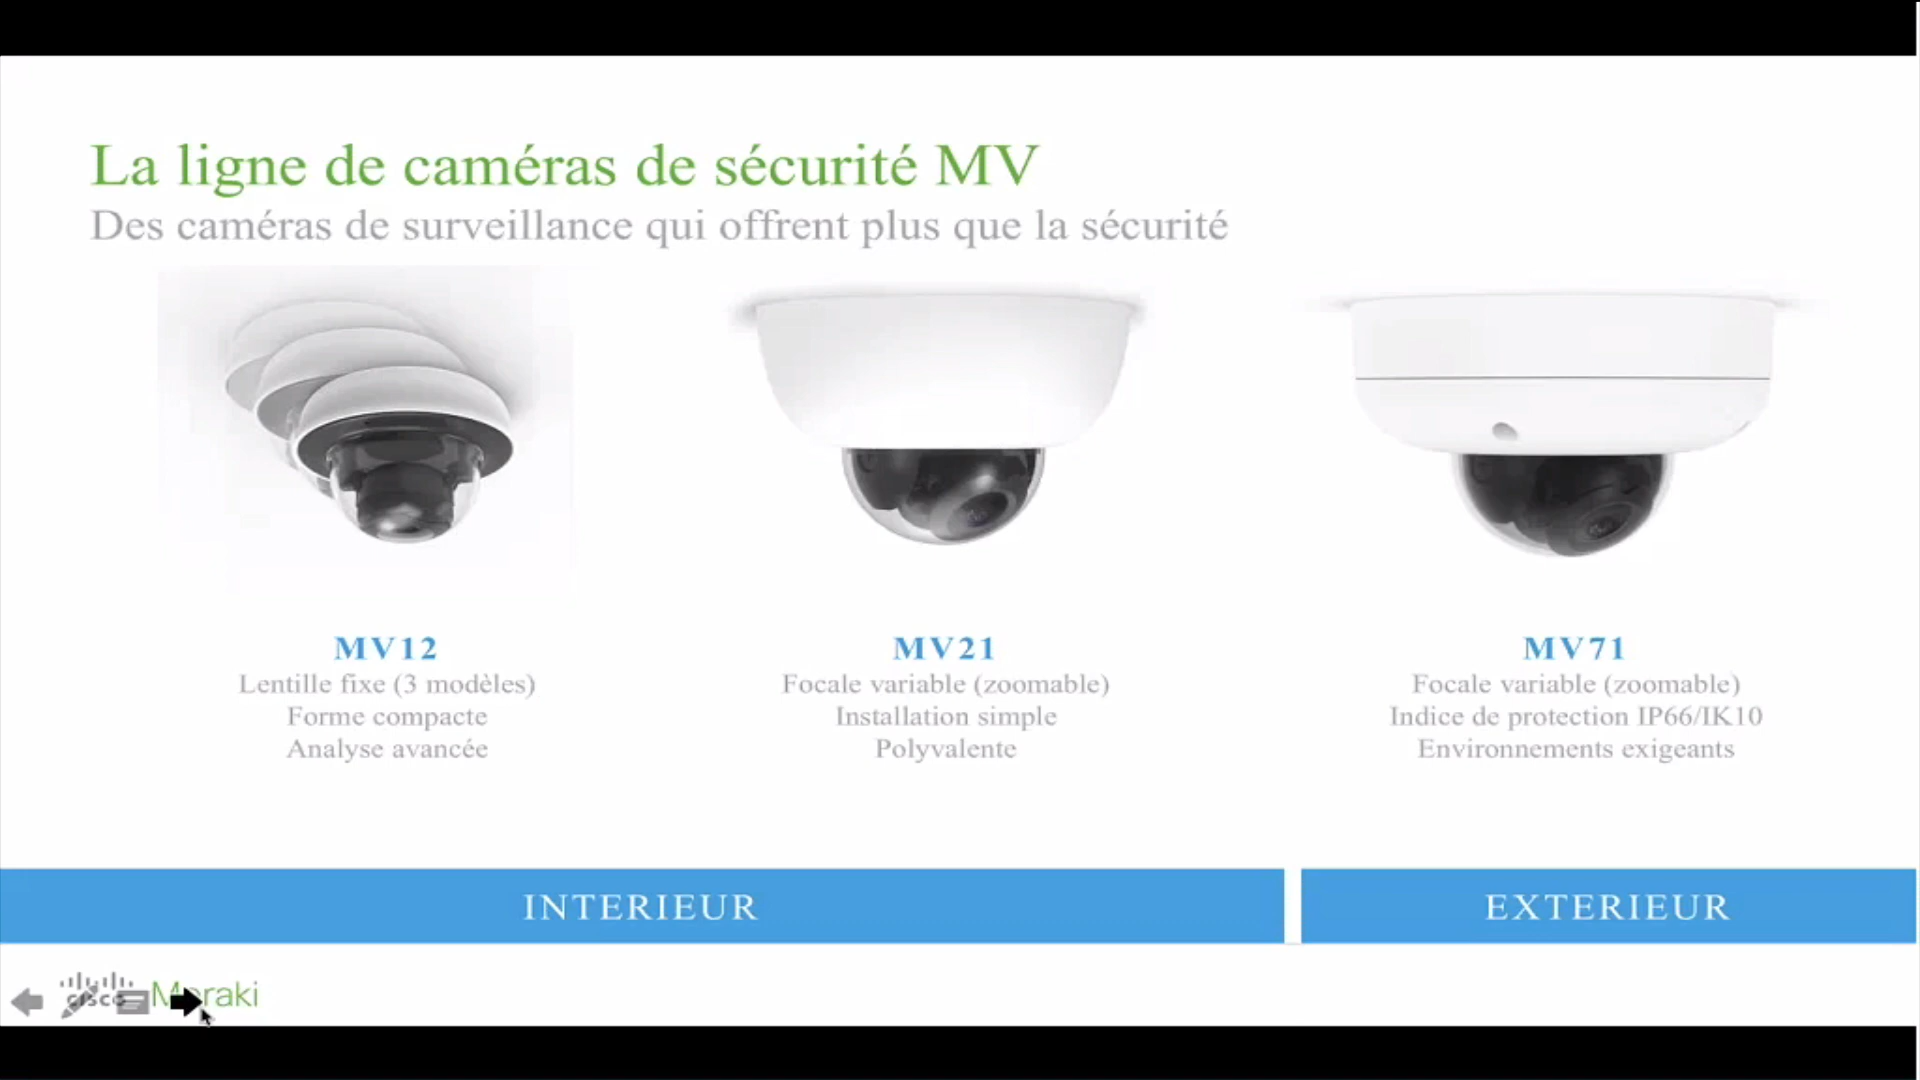 La ligne de caméras de sécurité MV
Des caméras de surveillance qui offrent plus que la sécurité
MV12
Lentille fixe (3 modèles)
Forme compacte
Analyse avancée
MV21
Focale variable (zoomable)
Installation simple
Polyvalente
MV71
Focale variable (zoomable)
Indice de protection IP66/IK10
Environnements exigeants
INTERIEUR
EXTERIEUR
cisco Meraki